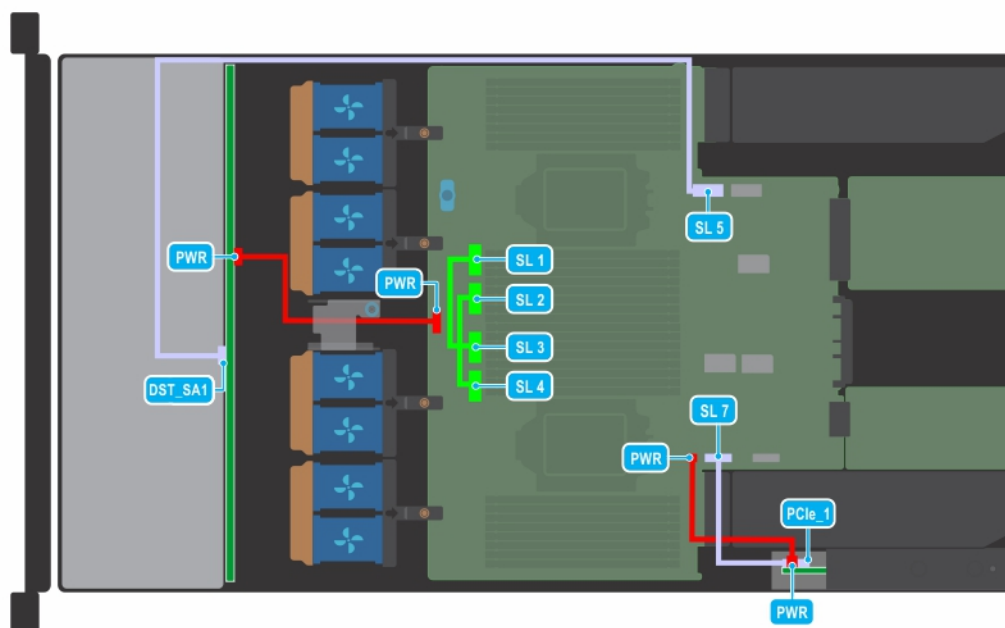 SL 5
PWR
SL 1
PWR
SL 2
SL 3
DST_SA1
SL 4
SL 7
PWR
PCIe_1
PWR